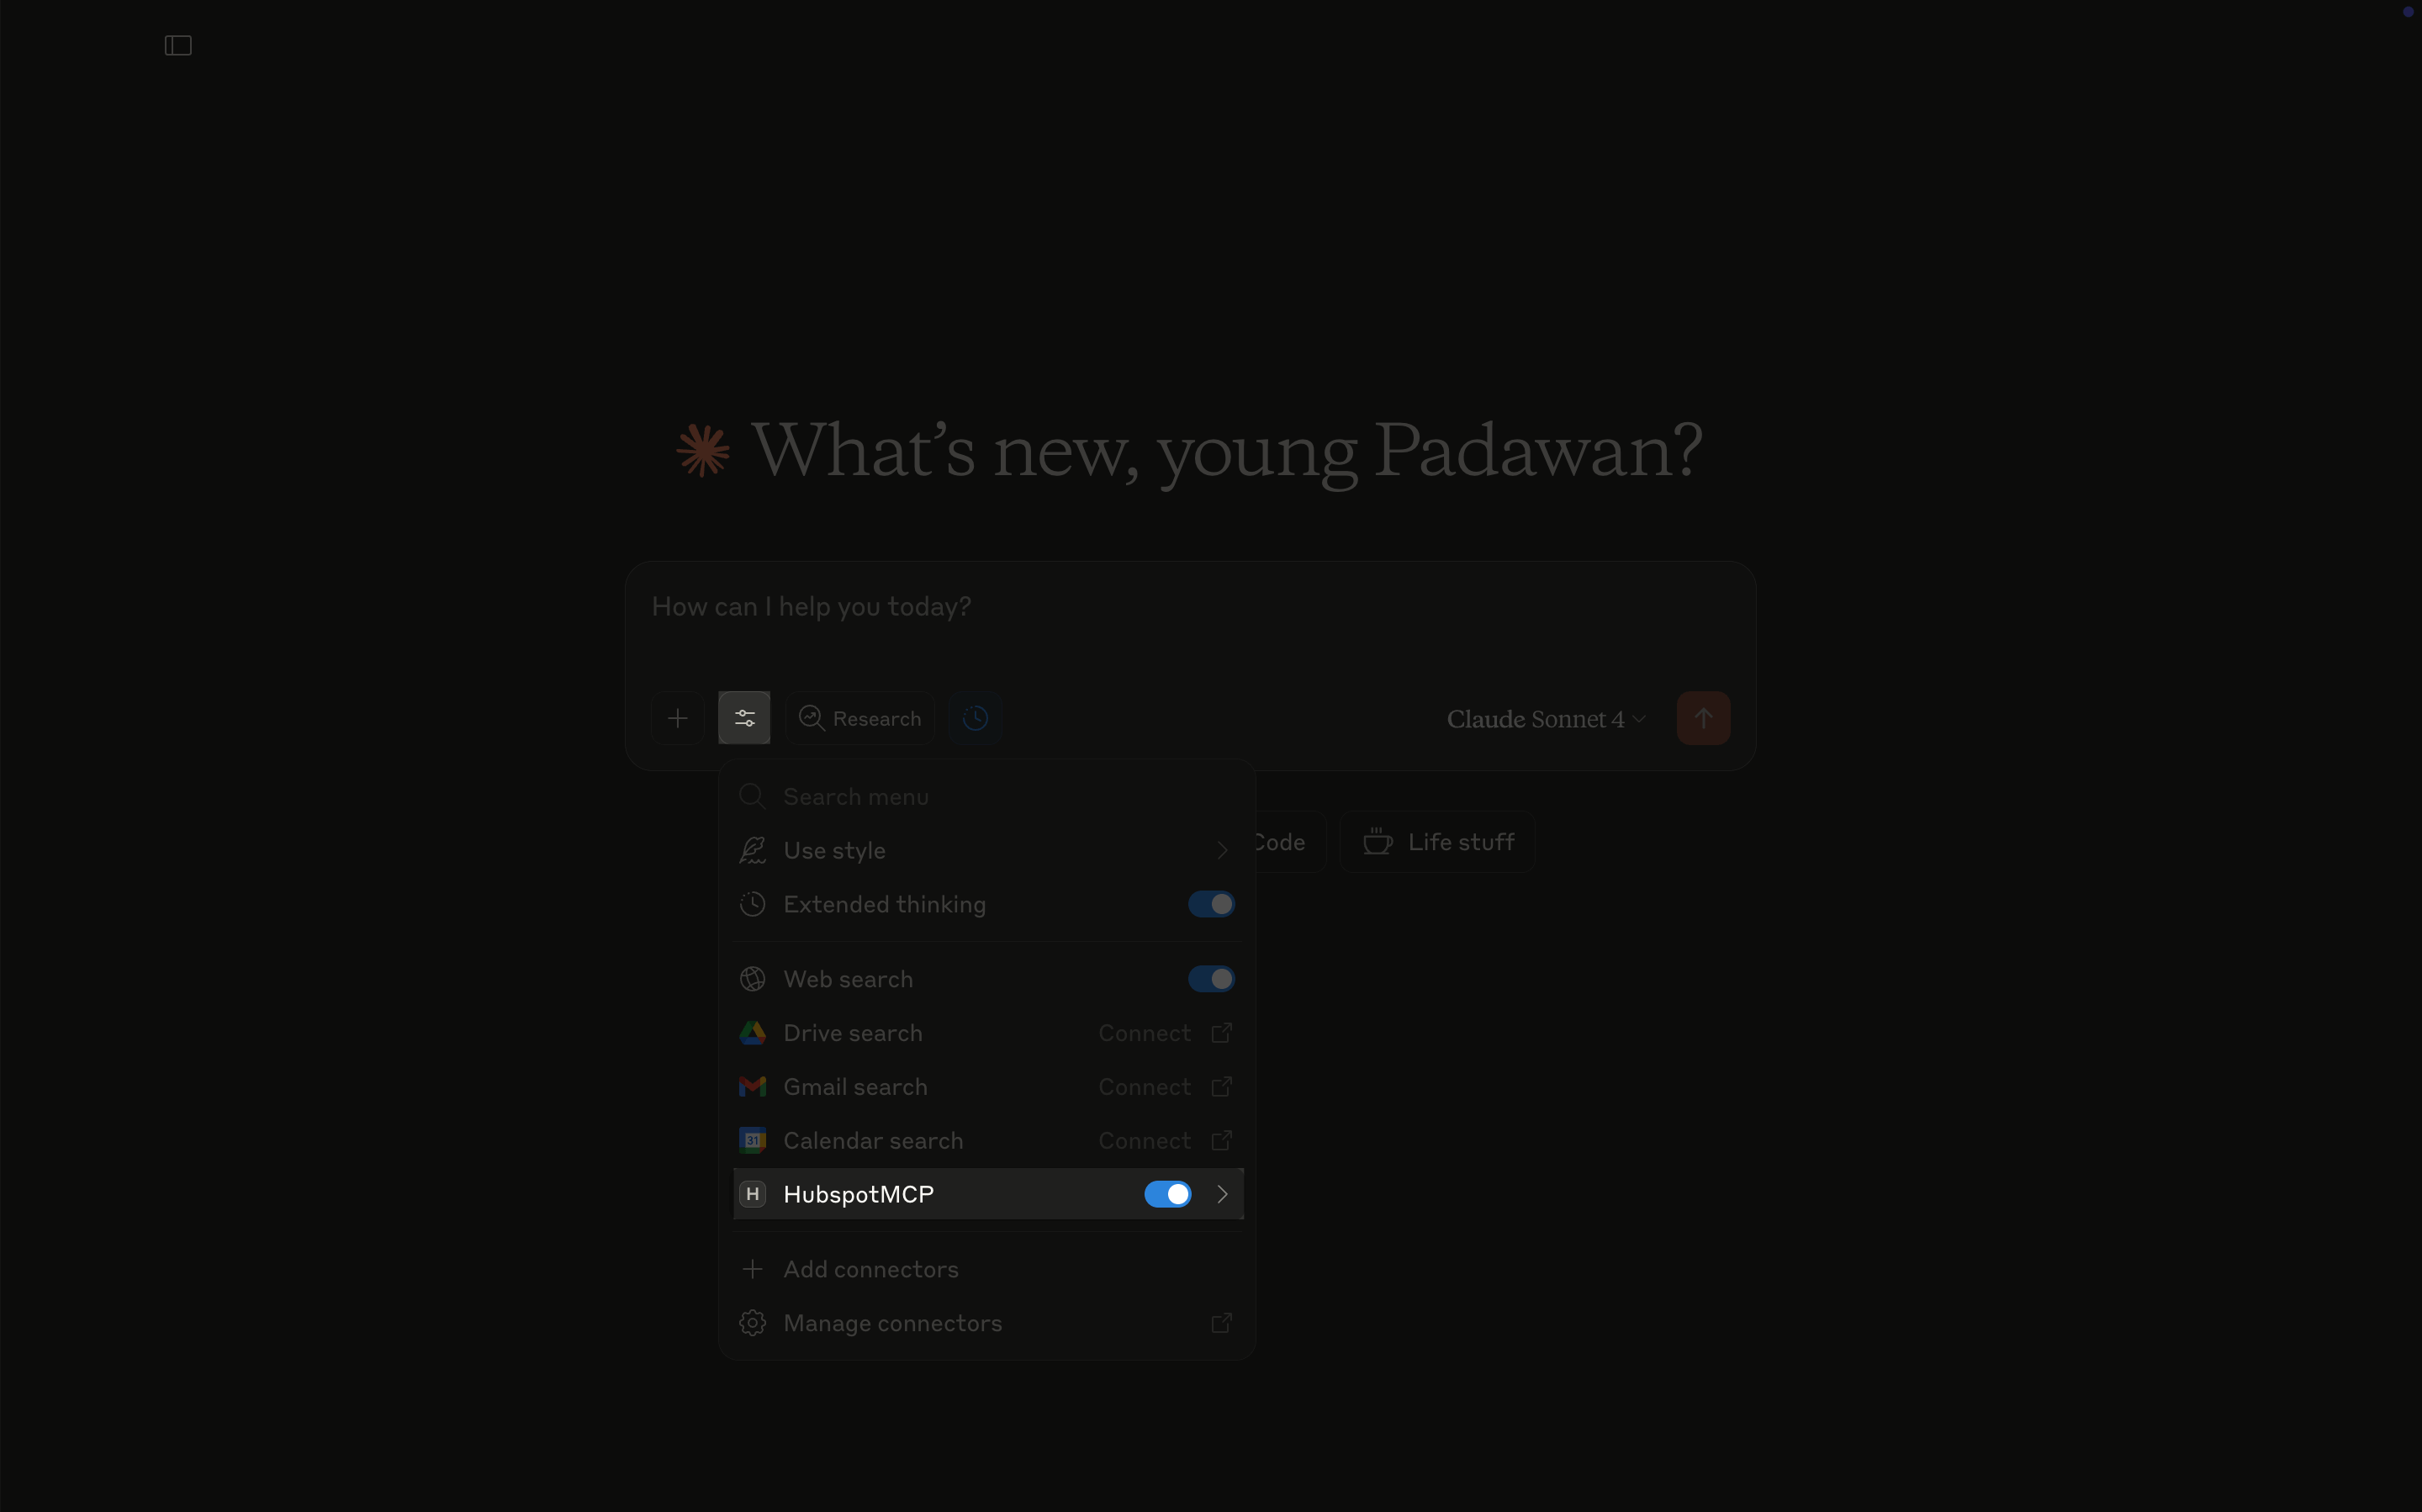 What’s new, young Padawan?
How can I help you today?
Research
Claude Sonnet 4
Search menu
Use style
Code
Life stuff
Extended thinking
Web search
Drive search Connect
Gmail search Connect
31 Calendar search Connect
H HubspotMCP
Add connectors
Manage connectors